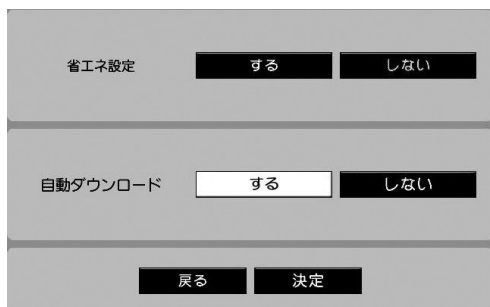 省エネ設定 する しない
自動ダウンロード する しない
戻る 決定